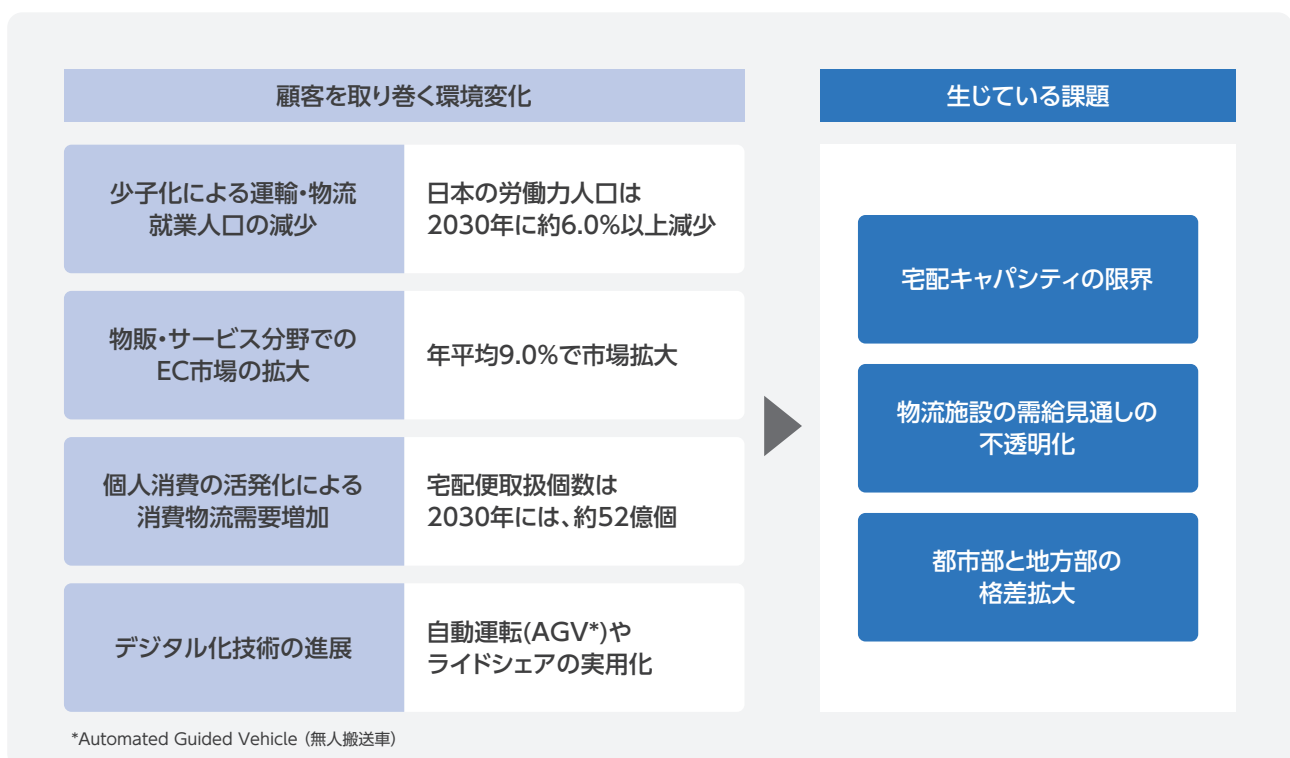 顧客を取り巻く環境変化
少子化による運輸・物流
就業人口の減少
日本の労働力人口は
2030年に約6.0%以上減少
物販・サービス分野での
EC市場の拡大
年平均9.0%で市場拡大
個人消費の活発化による
消費物流需要増加
宅配便取扱個数は
2030年には、約52億個
デジタル化技術の進展
自動運転(AGV*)や
ライドシェアの実用化
*Automated Guided Vehicle（無人搬送車）
生じている課題
宅配キャパシティの限界
物流施設の需給見通しの
不透明化
都市部と地方部の
格差拡大